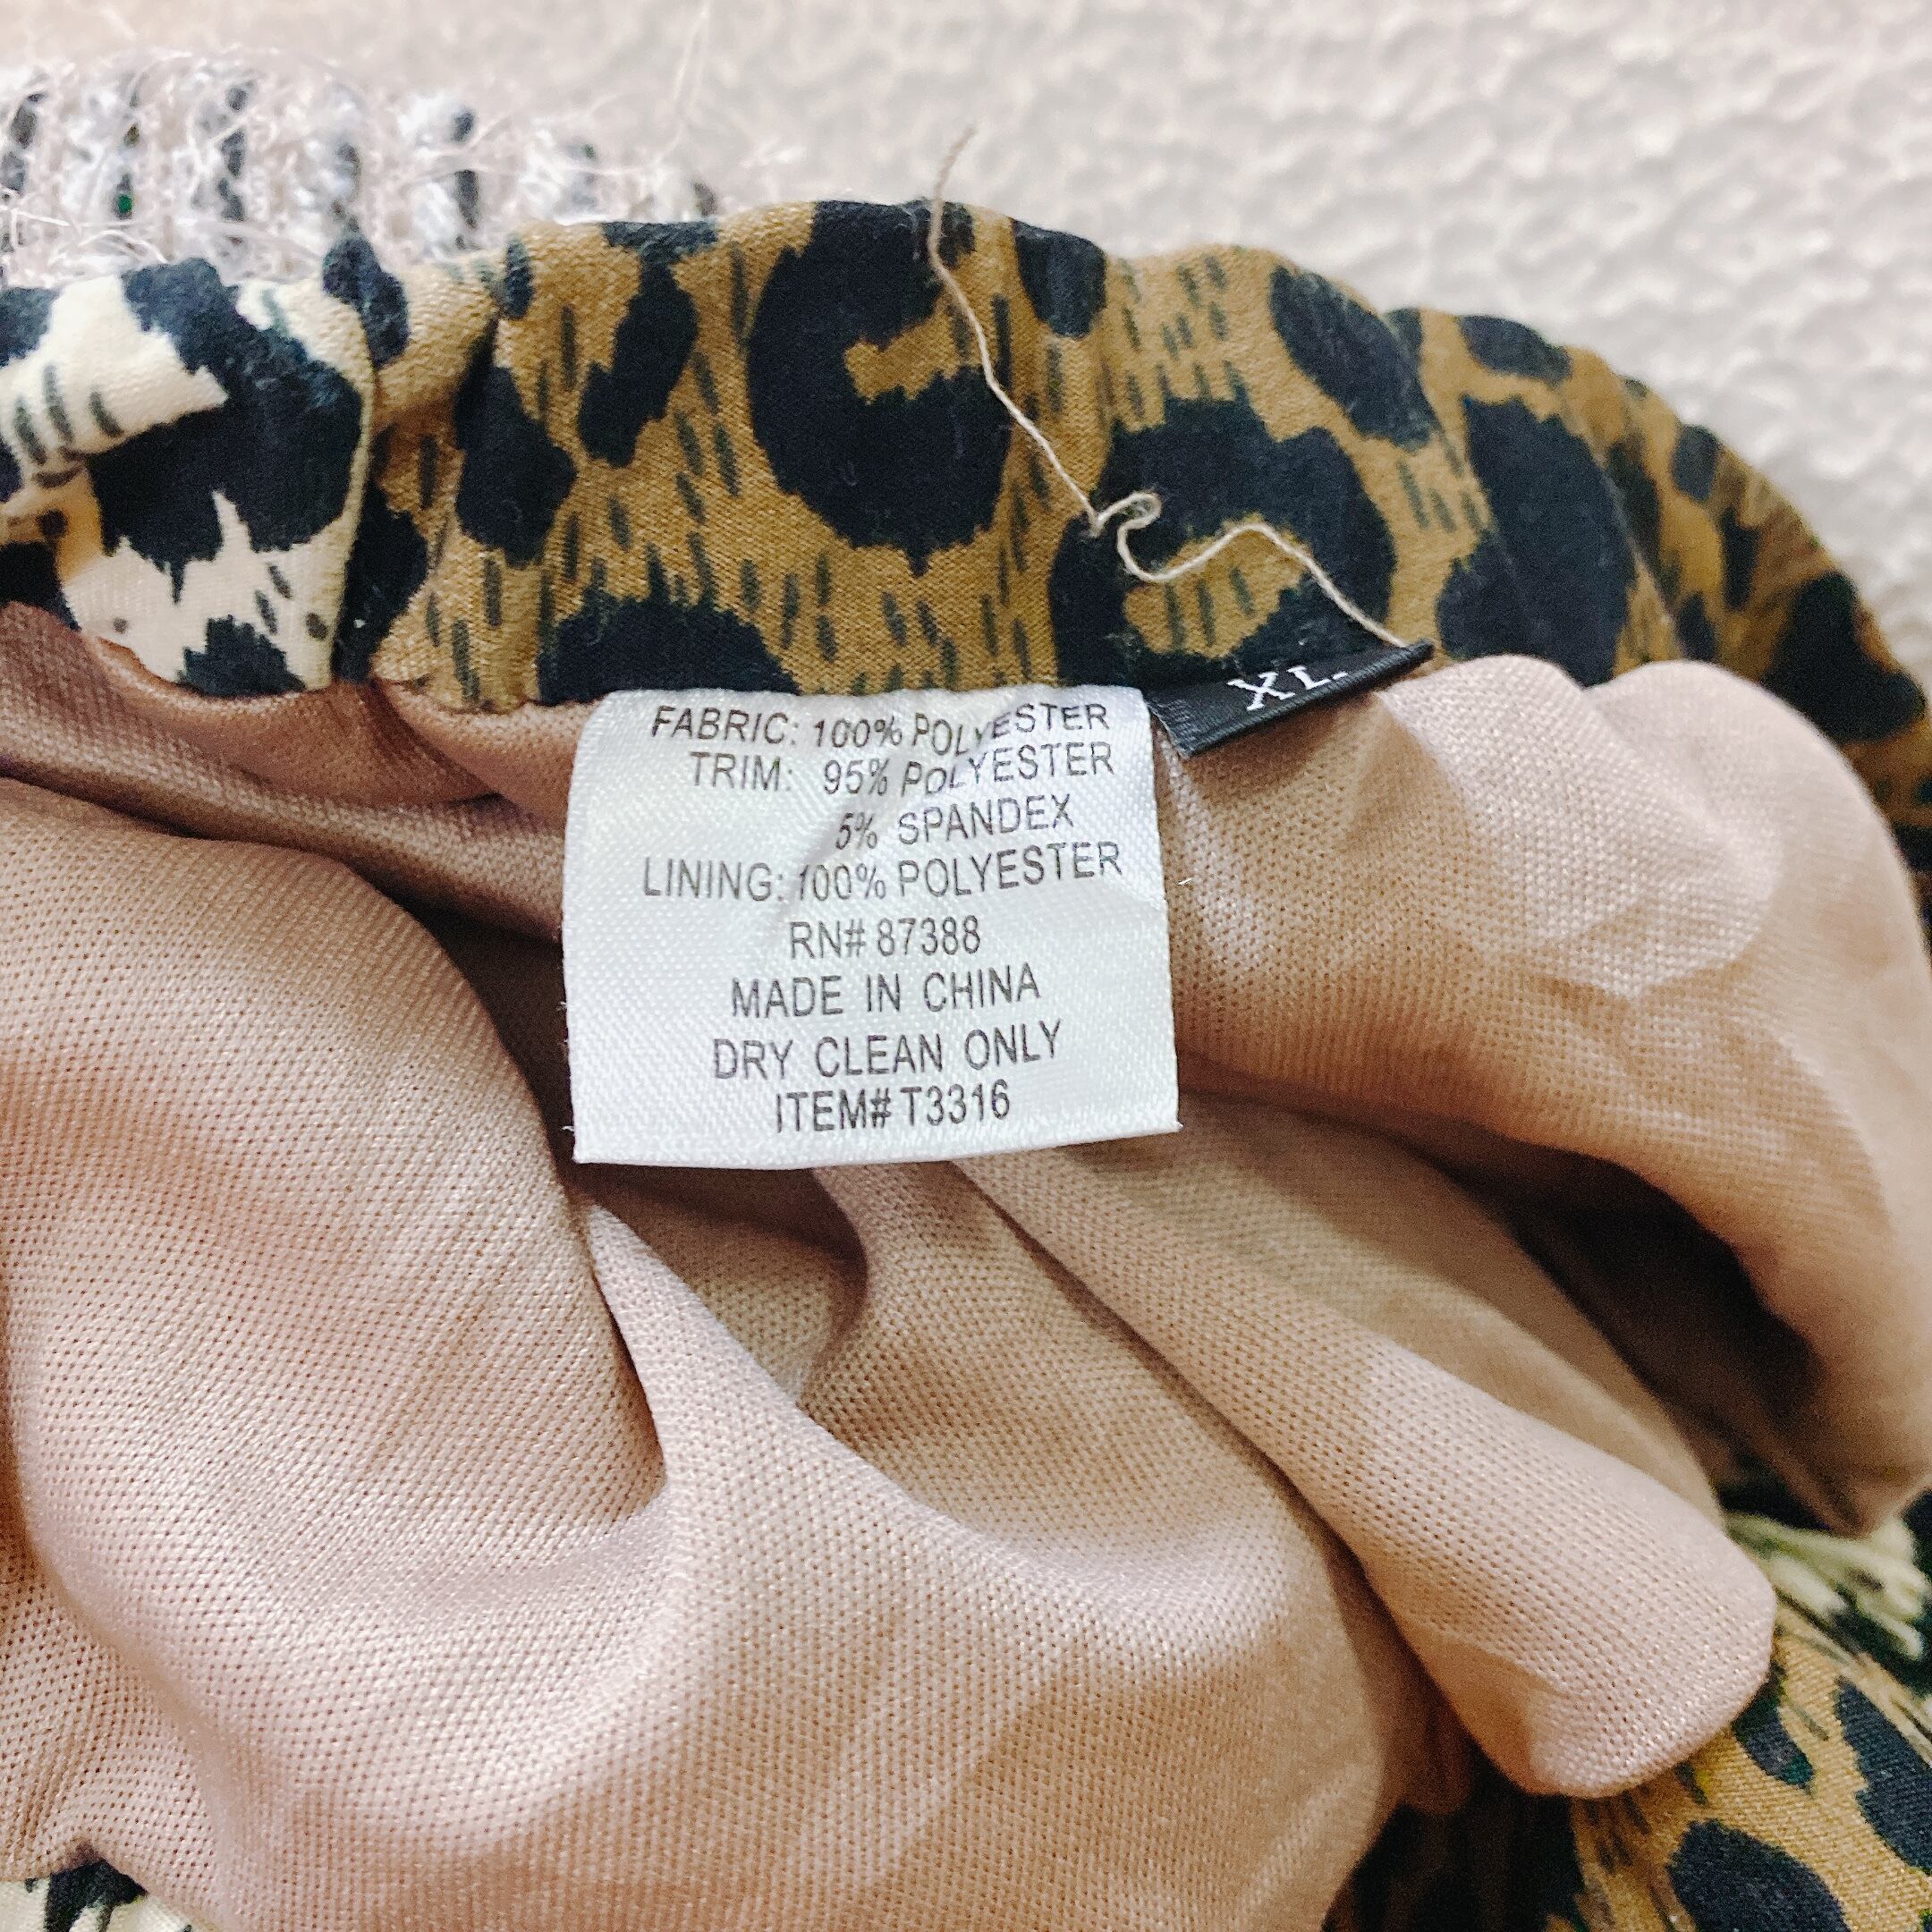 XL
FABRIC: 100% POLYESTER
TRIM: 95% POLYESTER
5% SPANDEX
LINING: 100% POLYESTER
RN# 87388
MADE IN CHINA
DRY CLEAN ONLY
ITEM# T3316